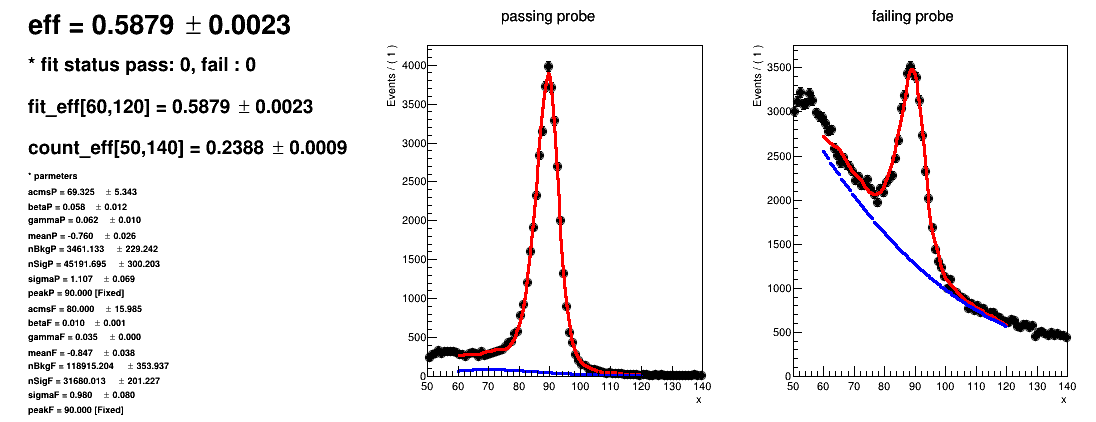 eff = 0.5879 ± 0.0023
* fit status pass: 0, fail : 0
fit_eff[60,120] = 0.5879 ± 0.0023
count_eff[50,140] = 0.2388 ± 0.0009
* parmeters
acmsP = 69.325 ± 5.343
betaP = 0.058 ± 0.012
gammaP = 0.062 ± 0.010
meanP = -0.760 ± 0.026
nBkgP = 3461.133 ± 229.242
nSigP = 45191.695 ± 300.203
sigmaP = 1.107 ± 0.069
peakP = 90.000 [Fixed]
acmsF = 80.000 ± 15.985
betaF = 0.010 ± 0.001
gammaF = 0.035 ± 0.000
meanF = -0.847 ± 0.038
nBkgF = 118915.204 ± 353.937
nSigF = 31680.013 ± 201.227
sigmaF = 0.980 ± 0.080
peakF = 90.000 [Fixed]
passing probe
Events / ( 1 )
4000
3500
3000
2500
2000
1500
1000
500
0
50 60 70 80 90 100 110 120 130 140
x
failing probe
Events / ( 1 )
3500
3000
2500
2000
1500
1000
500
0
50 60 70 80 90 100 110 120 130 140
x